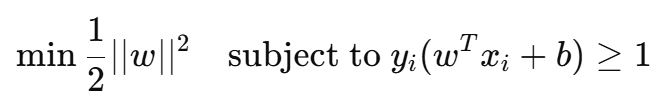 min 1/2 ||w||² subject to yᵢ(wᵀxᵢ + b) ≥ 1